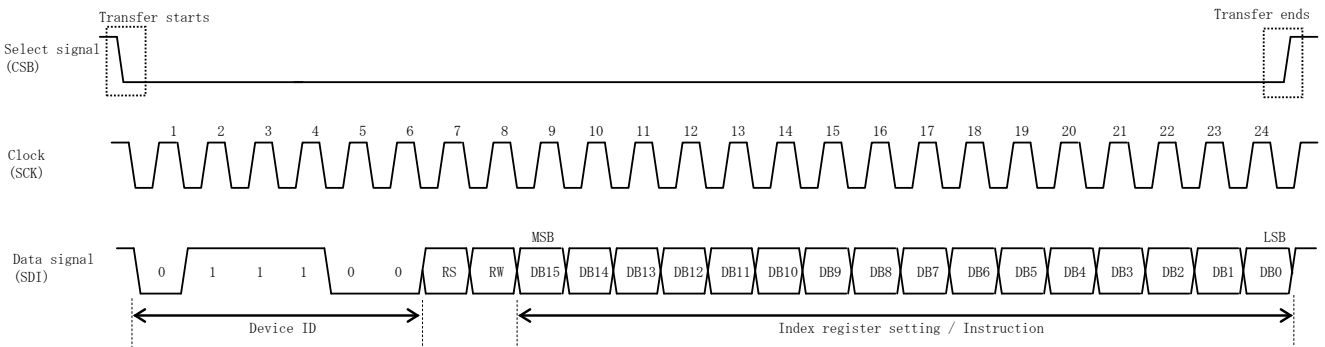 Transfer starts
Transfer ends
Select signal
(CSB)
1 2 3 4 5 6 7 8 9 10 11 12 13 14 15 16 17 18 19 20 21 22 23 24
Clock
(SCK)
MSB
LSB
Data signal
(SDI)
0 1 1 1 0 0 RS RW DB15 DB14 DB13 DB12 DB11 DB10 DB9 DB8 DB7 DB6 DB5 DB4 DB3 DB2 DB1 DB0
Device ID
Index register setting / Instruction